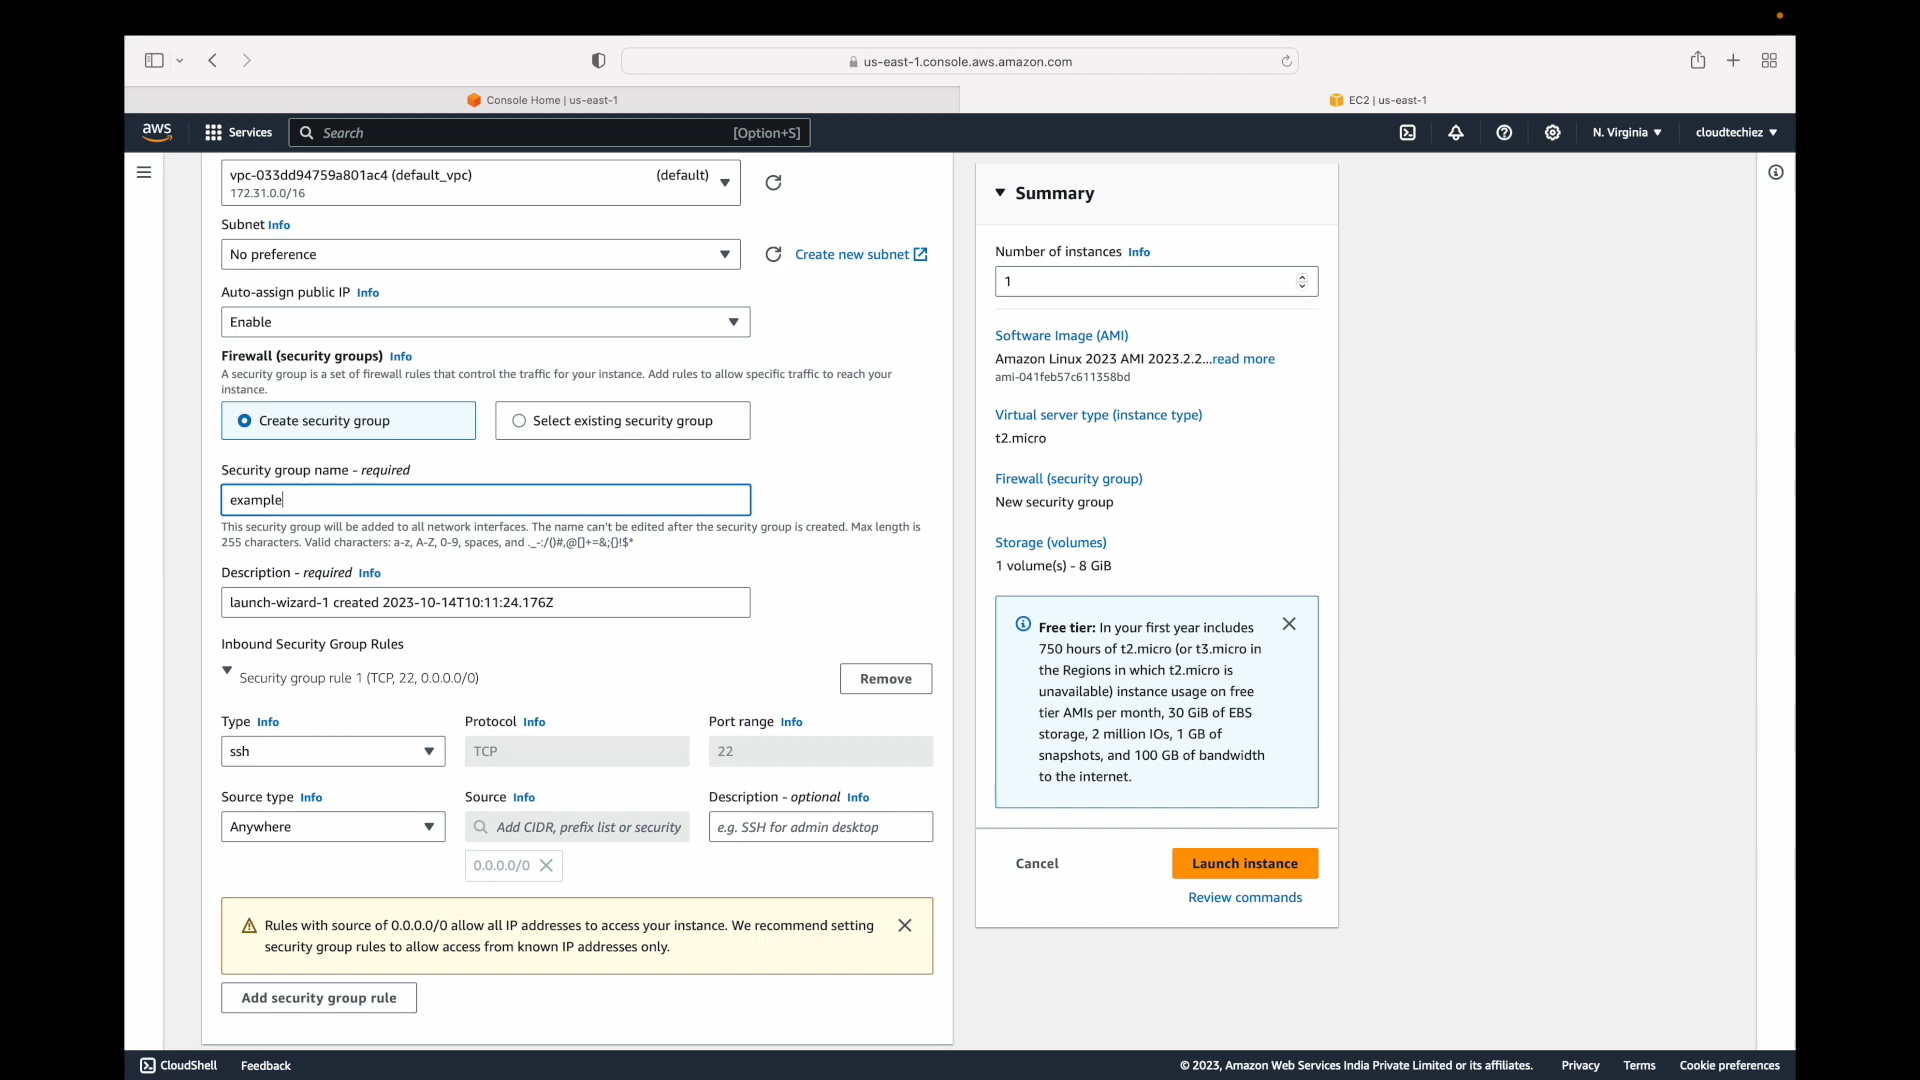 us-east-1.console.aws.amazon.com
Console Home | us-east-1
EC2 | us-east-1
aws
Services
Search
[Option+S]
N. Virginia
cloudtechiez
vpc-033dd94759a801ac4 (default_vpc)
(default)
172.31.0.0/16
Subnet Info
No preference
Create new subnet
Auto-assign public IP Info
Enable
Firewall (security groups) Info
A security group is a set of firewall rules that control the traffic for your instance. Add rules to allow specific traffic to reach your
instance.
Create security group
Select existing security group
Security group name - required
example
This security group will be added to all network interfaces. The name can't be edited after the security group is created. Max length is
255 characters. Valid characters: a-z, A-Z, 0-9, spaces, and ._-:/()#,@[]+=&;{}!$*
Description - required Info
launch-wizard-1 created 2023-10-14T10:11:24.176Z
Inbound Security Group Rules
Security group rule 1 (TCP, 22, 0.0.0.0/0)
Remove
Type Info
Protocol Info
Port range Info
ssh
TCP
22
Source type Info
Source Info
Description - optional Info
Anywhere
Add CIDR, prefix list or security
e.g. SSH for admin desktop
0.0.0.0/0
Rules with source of 0.0.0.0/0 allow all IP addresses to access your instance. We recommend setting
security group rules to allow access from known IP addresses only.
Add security group rule
Summary
Number of instances Info
1
Software Image (AMI)
Amazon Linux 2023 AMI 2023.2.2...read more
ami-041feb57c611358bd
Virtual server type (instance type)
t2.micro
Firewall (security group)
New security group
Storage (volumes)
1 volume(s) - 8 GiB
Free tier: In your first year includes
750 hours of t2.micro (or t3.micro in
the Regions in which t2.micro is
unavailable) instance usage on free
tier AMIs per month, 30 GiB of EBS
storage, 2 million IOs, 1 GB of
snapshots, and 100 GB of bandwidth
to the internet.
Cancel
Launch instance
Review commands
CloudShell
Feedback
© 2023, Amazon Web Services India Private Limited or its affiliates.
Privacy
Terms
Cookie preferences